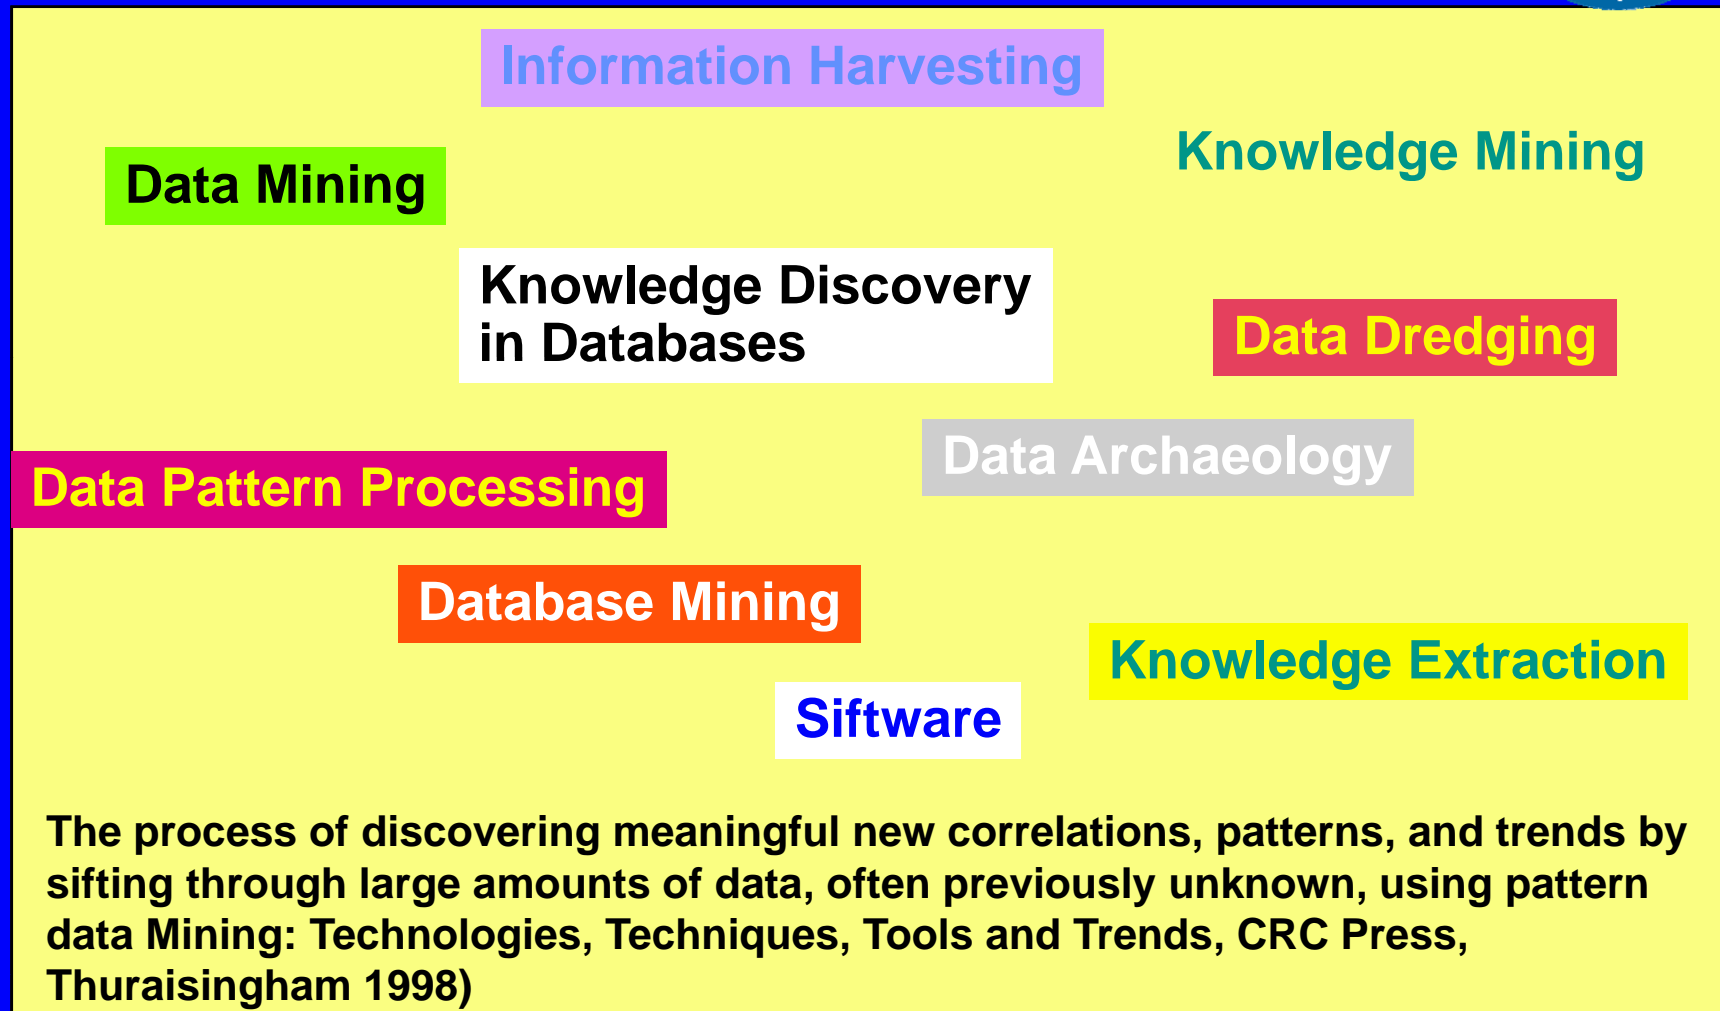 Information Harvesting
Knowledge Mining
Data Mining
Knowledge Discovery
in Databases
Data Dredging
Data Archaeology
Data Pattern Processing
Database Mining
Knowledge Extraction
Siftware
The process of discovering meaningful new correlations, patterns, and trends by
sifting through large amounts of data, often previously unknown, using pattern
data Mining: Technologies, Techniques, Tools and Trends, CRC Press,
Thuraisingham 1998)